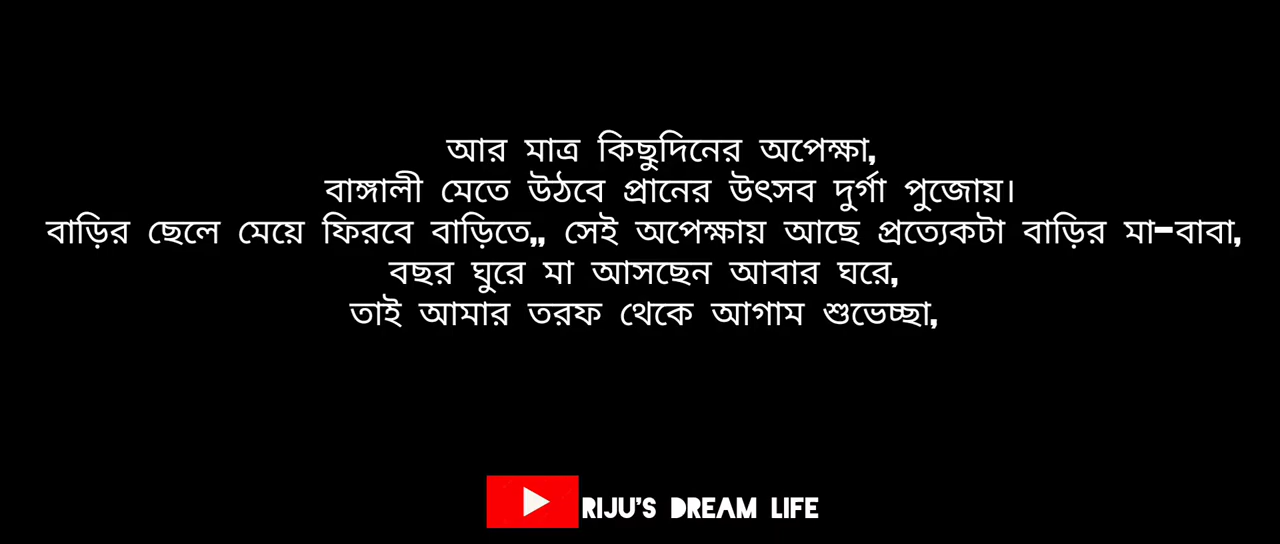 আর মাত্র কিছুদিনের অপেক্ষা,
বাঙ্গালী মেতে উঠবে প্রানের উৎসব দুর্গা পুজোয়।
বাড়ির ছেলে মেয়ে ফিরবে বাড়িতে,, সেই অপেক্ষায় আছে প্রত্যেকটা বাড়ির মা-বাবা,
বছর ঘুরে মা আসছেন আবার ঘরে,
তাই আমার তরফ থেকে আগাম শুভেচ্ছা,
RIJU'S DREAM LIFE